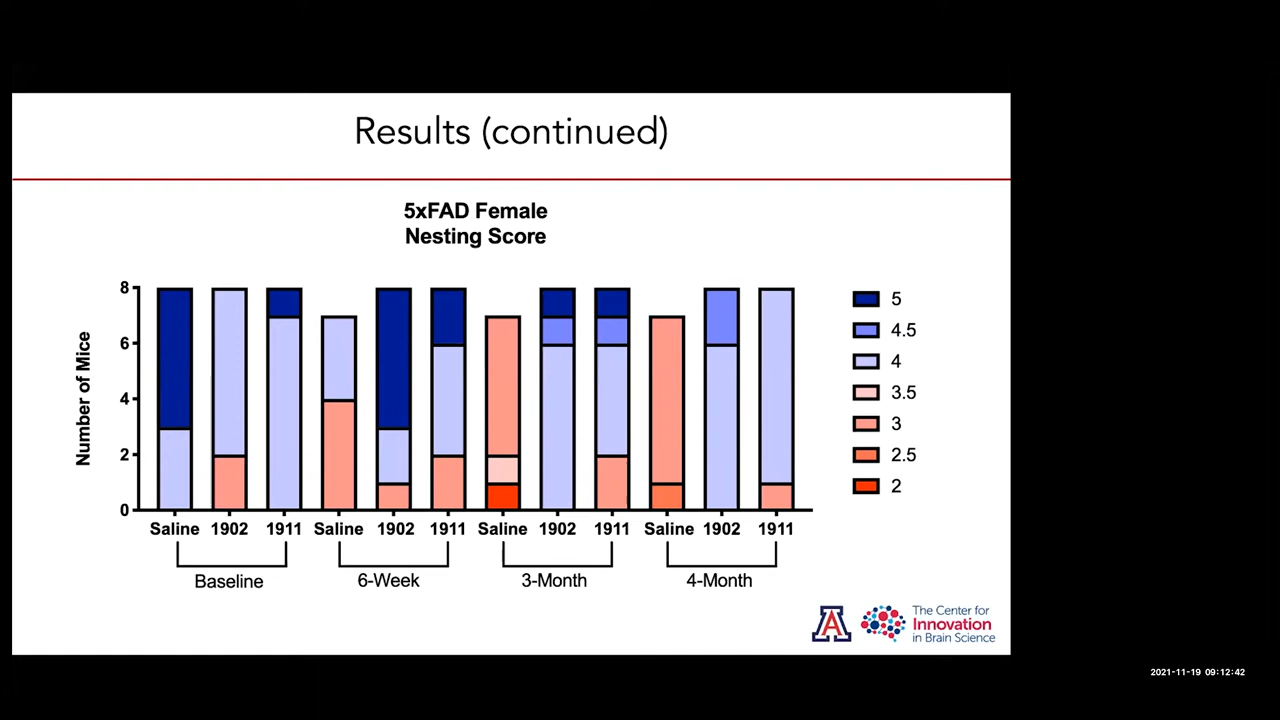 Results (continued)
5xFAD Female
Nesting Score
Number of Mice
8
6
4
2
0
5
4.5
4
3.5
3
2.5
2
Saline 1902 1911 Saline 1902 1911 Saline 1902 1911 Saline 1902 1911
Baseline 6-Week 3-Month 4-Month
A
The Center for
Innovation
in Brain Science
2021-11-19 09:12:42